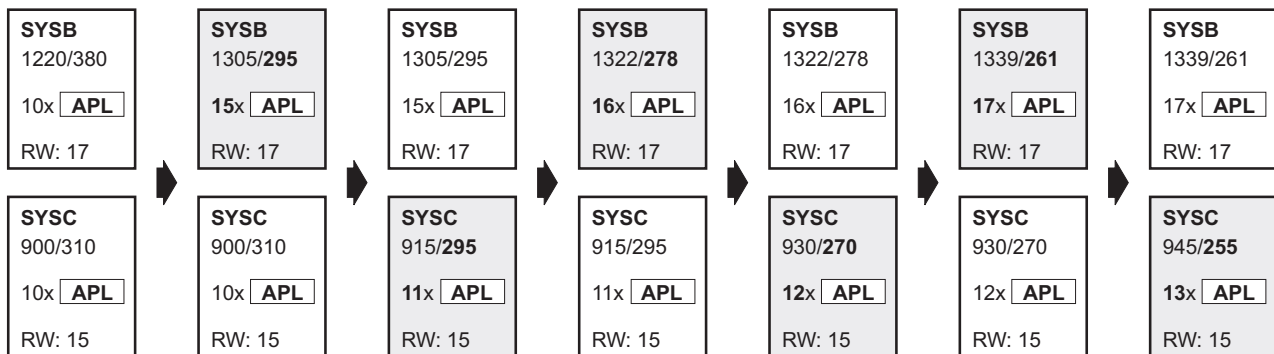 SYSB
1220/380
10x APL
RW: 17
SYSB
1305/295
15x APL
RW: 17
SYSB
1305/295
15x APL
RW: 17
SYSB
1322/278
16x APL
RW: 17
SYSB
1322/278
16x APL
RW: 17
SYSB
1339/261
17x APL
RW: 17
SYSB
1339/261
17x APL
RW: 17
SYSC
900/310
10x APL
RW: 15
SYSC
900/310
10x APL
RW: 15
SYSC
915/295
11x APL
RW: 15
SYSC
915/295
11x APL
RW: 15
SYSC
930/270
12x APL
RW: 15
SYSC
930/270
12x APL
RW: 15
SYSC
945/255
13x APL
RW: 15